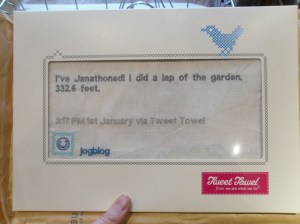 I've Janathoned! I did a lap of the garden.
332.6 feet.
3:17 PM 1st January via Tweet Towel
jogblog
Tweet Towel